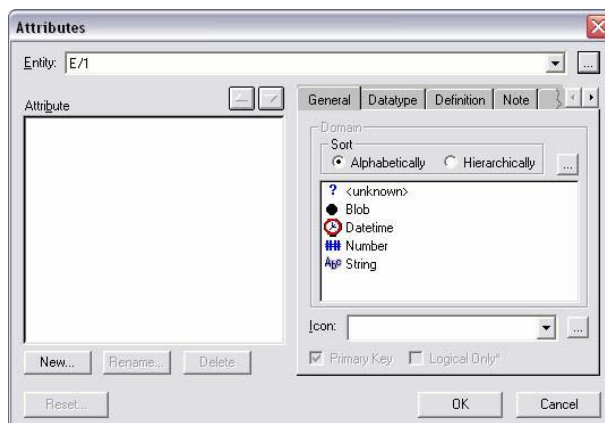 Attributes
Entity: E/1 ...
Attribute
General Datatype Definition Note
Domain
Sort
Alphabetically Hierarchically ...
? <unknown>
Blob
Datetime
## Number
ABC String
Icon: ...
Primary Key Logical Only*
New... Rename... Delete
Reset... OK Cancel